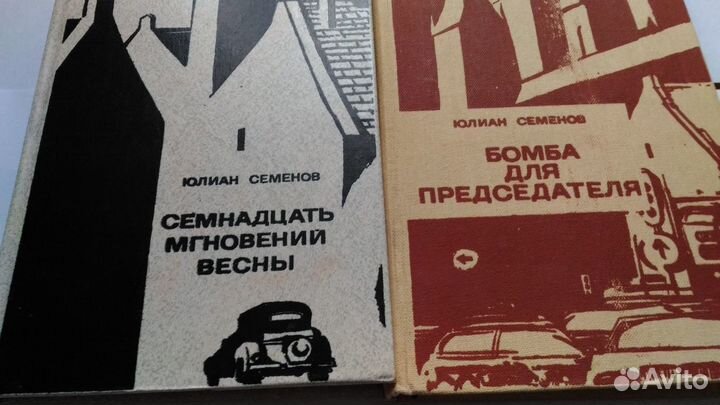 ЮЛИАН СЕМЕНОВ
СЕМНАДЦАТЬ
МГНОВЕНИЙ
ВЕСНЫ
ЮЛИАН СЕМЕНОВ
БОМБА
ДЛЯ
ПРЕДСЕДАТЕЛЯ
Avito